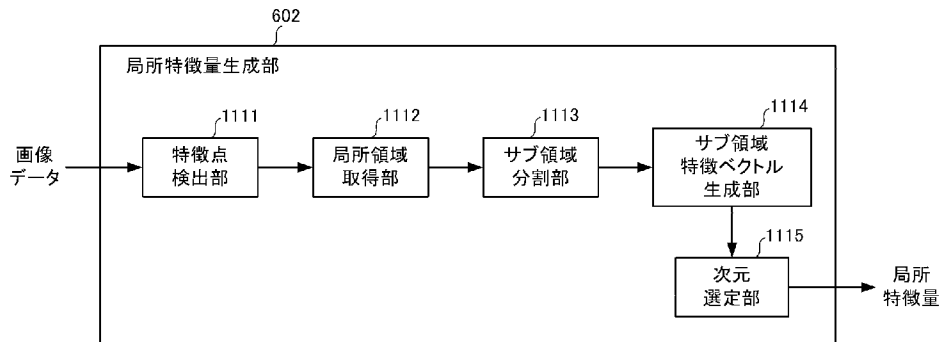 602
局所特徴量生成部
1111
1112
1113
1114
画像
データ
特徴点
検出部
局所領域
取得部
サブ領域
分割部
サブ領域
特徴ベクトル
生成部
1115
次元
選定部
局所
特徴量